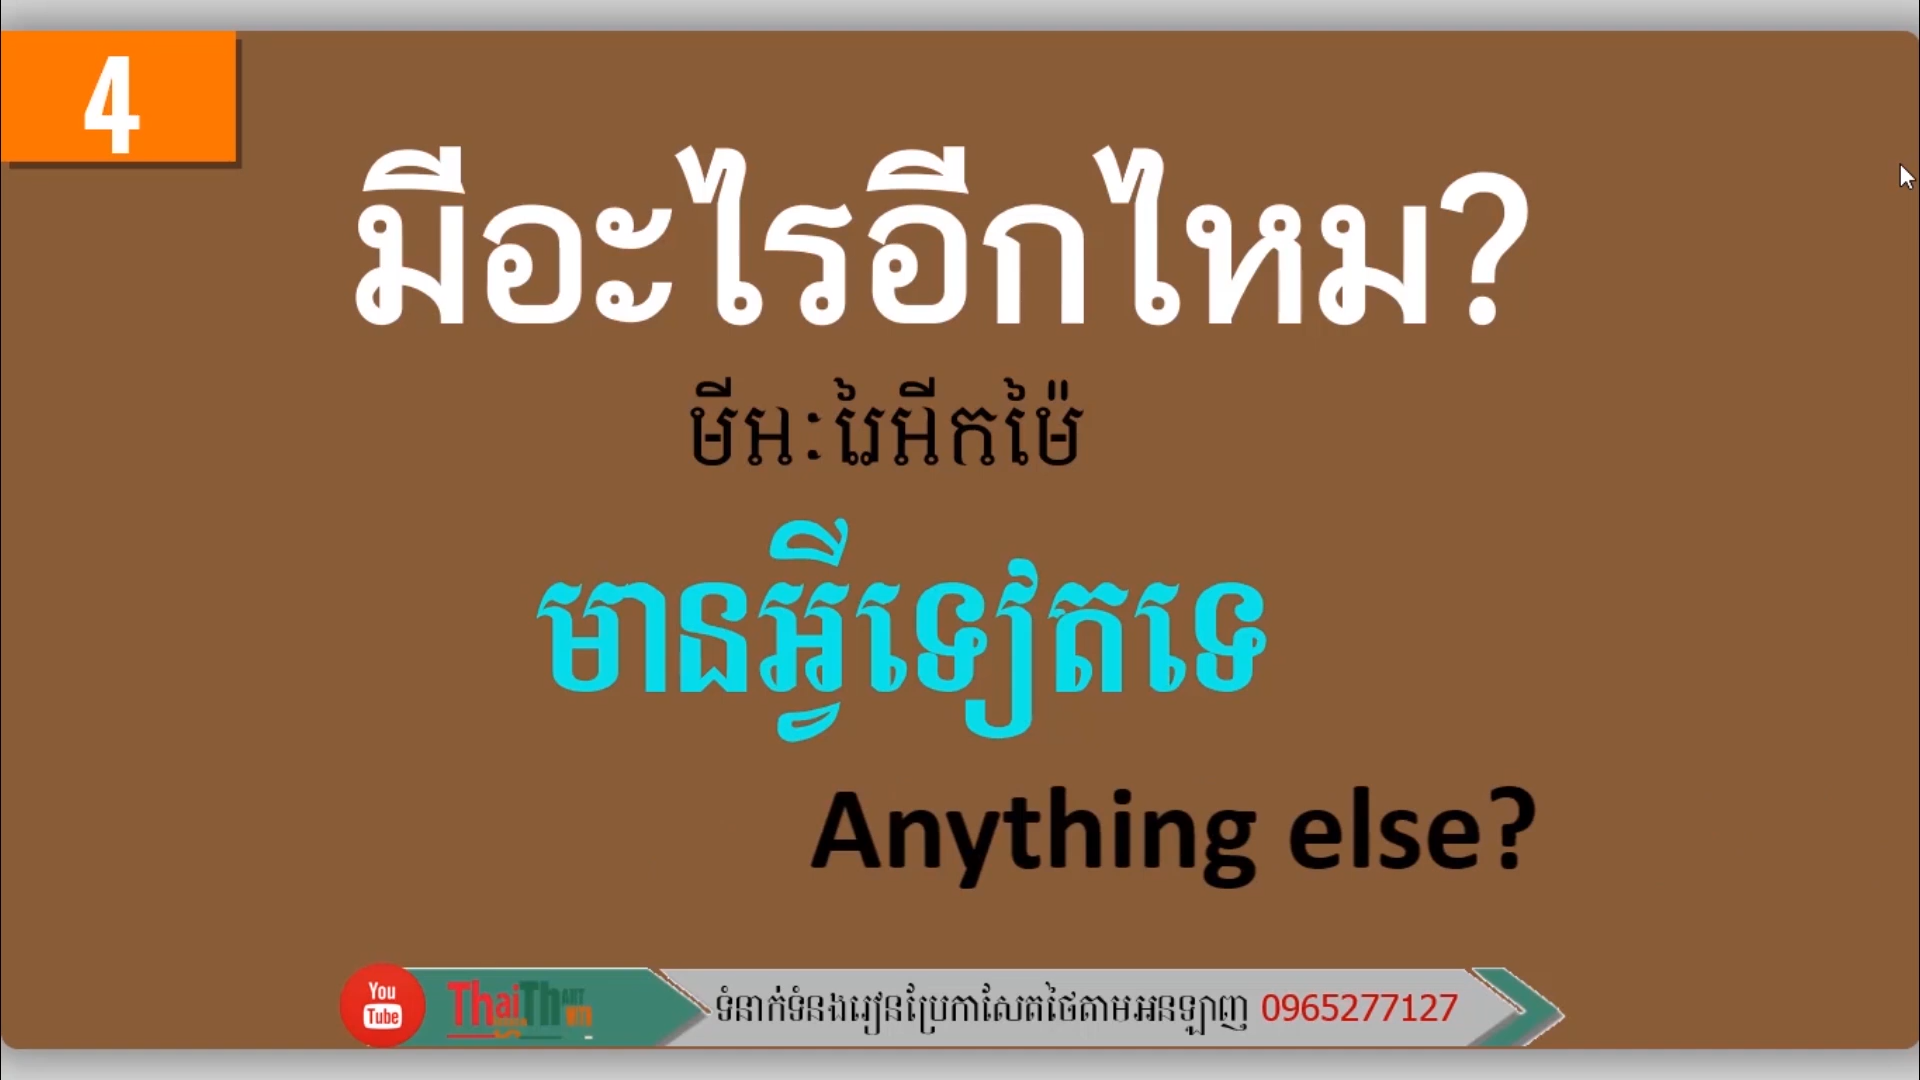 4
มีอะไรอีกไหม?
មីអៈរៃអីកម៉ៃ
មានអ្វីទៀតទេ
Anything else?
You
Tube
ThaiTh
ទំនាក់ទំនងរៀនប្រែកាសែតថៃតាមអនឡាញ 0965277127